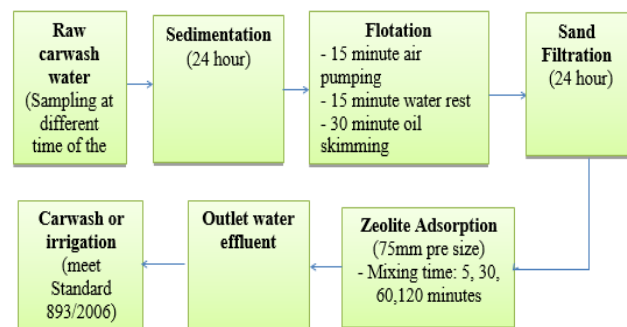 Raw
carwash
water
(Sampling at
different
time of the
Sedimentation
(24 hour)
Flotation
- 15 minute air
pumping
- 15 minute water rest
- 30 minute oil
skimming
Sand
Filtration
(24 hour)
Zeolite Adsorption
(75mm pre size)
- Mixing time: 5, 30,
60,120 minutes
Outlet water
effluent
Carwash or
irrigation
(meet
Standard
893/2006)